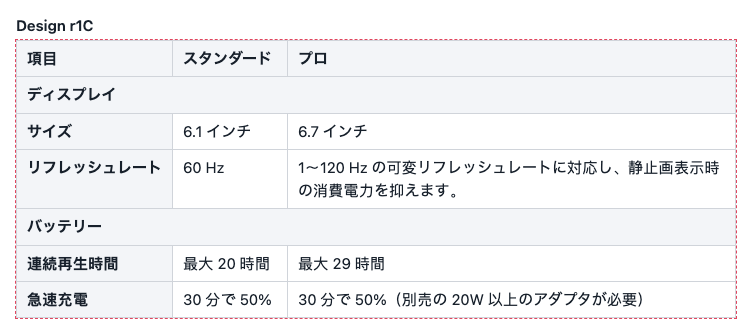 Design r1C
項目 スタンダード プロ
ディスプレイ
サイズ 6.1 インチ 6.7 インチ
リフレッシュレート 60 Hz 1〜120 Hz の可変リフレッシュレートに対応し、静止画表示時
の消費電力を抑えます。
バッテリー
連続再生時間 最大 20 時間 最大 29 時間
急速充電 30 分で 50% 30 分で 50%（別売の 20W 以上のアダプタが必要）